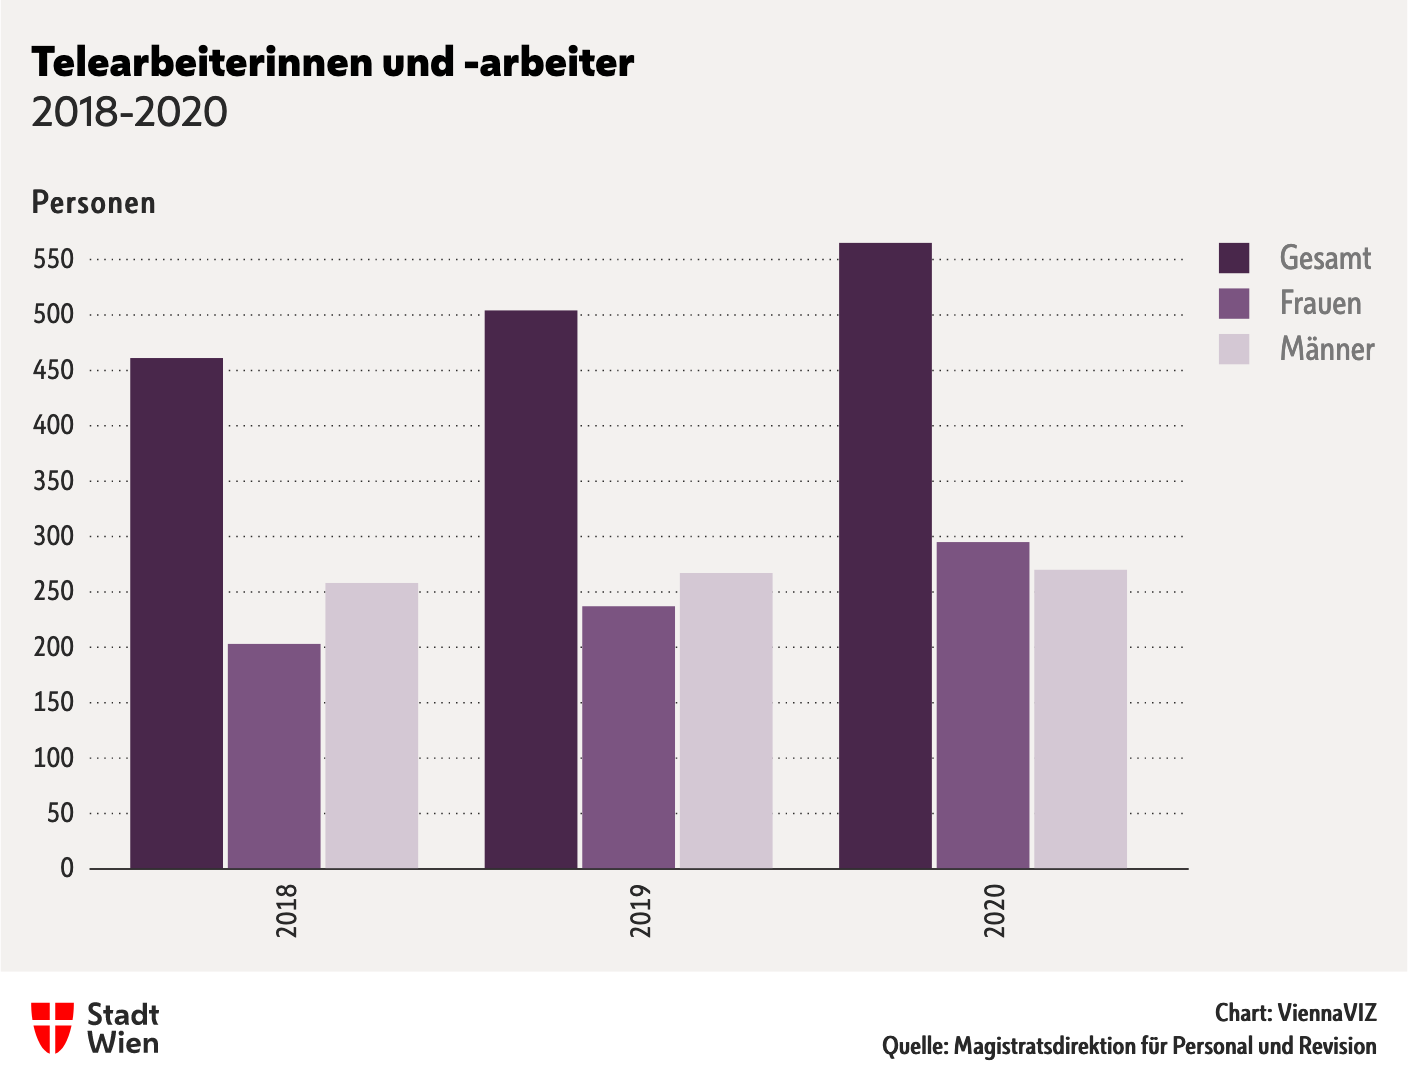 Telearbeiterinnen und -arbeiter
2018-2020
Personen
550
500
450
400
350
300
250
200
150
100
50
0
2018
2019
2020
Gesamt
Frauen
Männer
Stadt
Wien
Chart: ViennaVIZ
Quelle: Magistratsdirektion für Personal und Revision